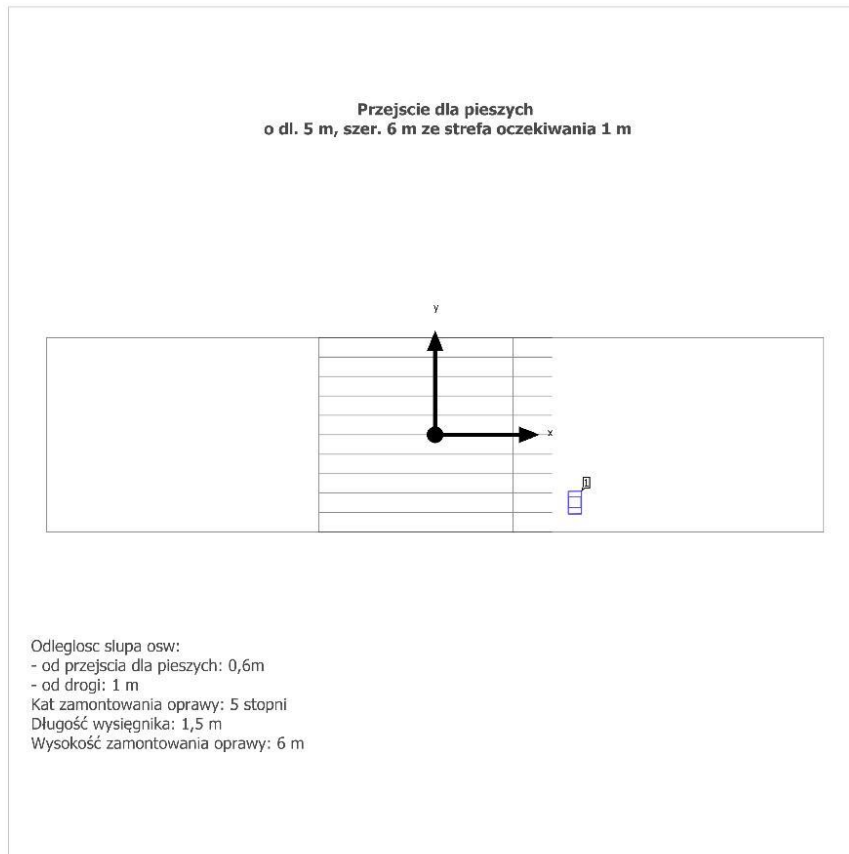 Przejscie dla pieszych
o dl. 5 m, szer. 6 m ze strefa oczekiwania 1 m
y
x
1
Odleglosc slupa osw:
- od przejscia dla pieszych: 0,6m
- od drogi: 1 m
Kat zamontowania oprawy: 5 stopni
Długość wysięgnika: 1,5 m
Wysokość zamontowania oprawy: 6 m